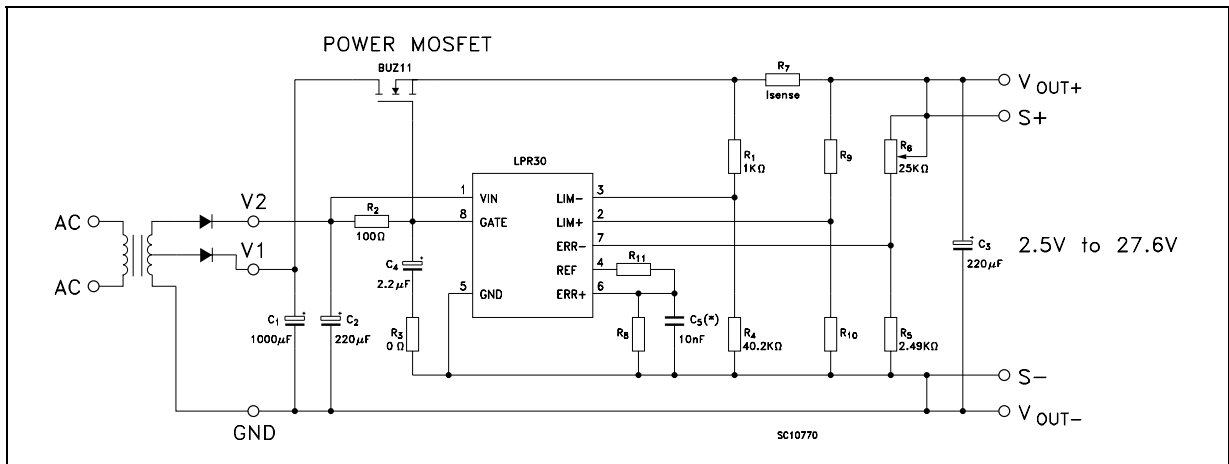 POWER MOSFET
BUZ11
R7
Isense
VOUT+
S+
R1
1KΩ
R9
R6
25KΩ
LPR30
1 VIN
8 GATE
5 GND
LIM- 3
LIM+ 2
ERR- 7
REF 4
ERR+ 6
AC
AC
V2
V1
R2
100Ω
C4
2.2μF
R3
0Ω
C1
1000μF
C2
220μF
R11
R8
C5(*)
10nF
R4
40.2KΩ
R10
R5
2.49KΩ
C3
220μF
2.5V to 27.6V
S-
VOUT-
GND
SC10770